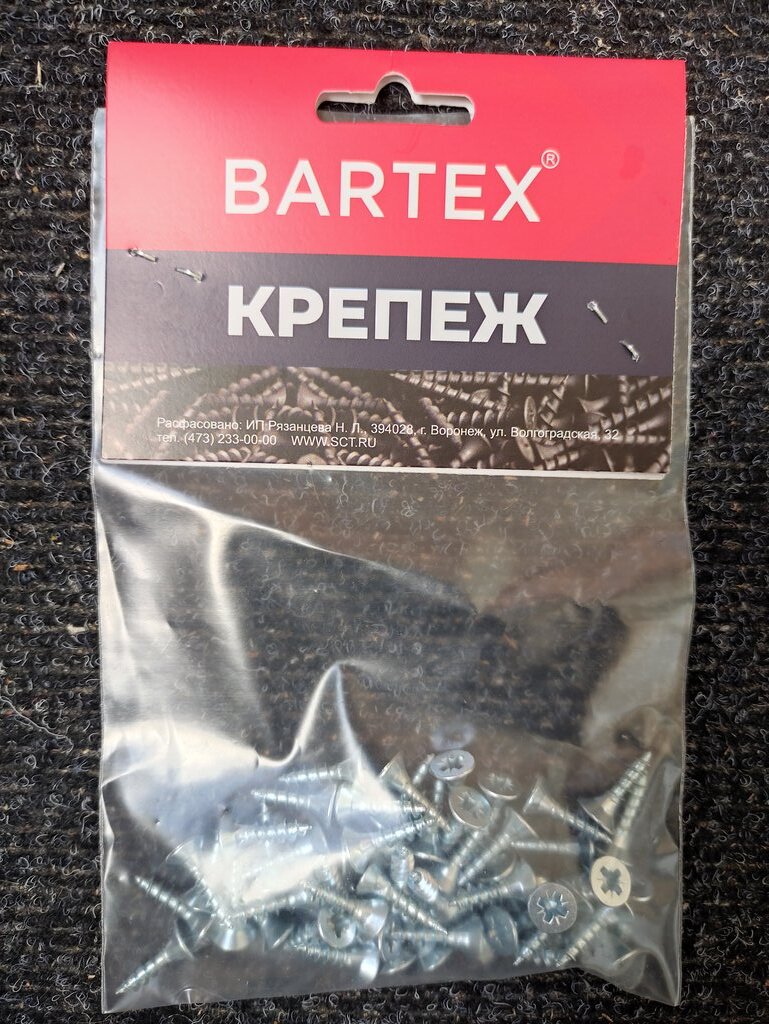 BARTEX®
КРЕПЕЖ
Расфасовано: ИП Рязанцева Н. Л., 394028, г. Воронеж, ул. Волгоградская, 32
тел. (473) 233-00-00 WWW.SCT.RU